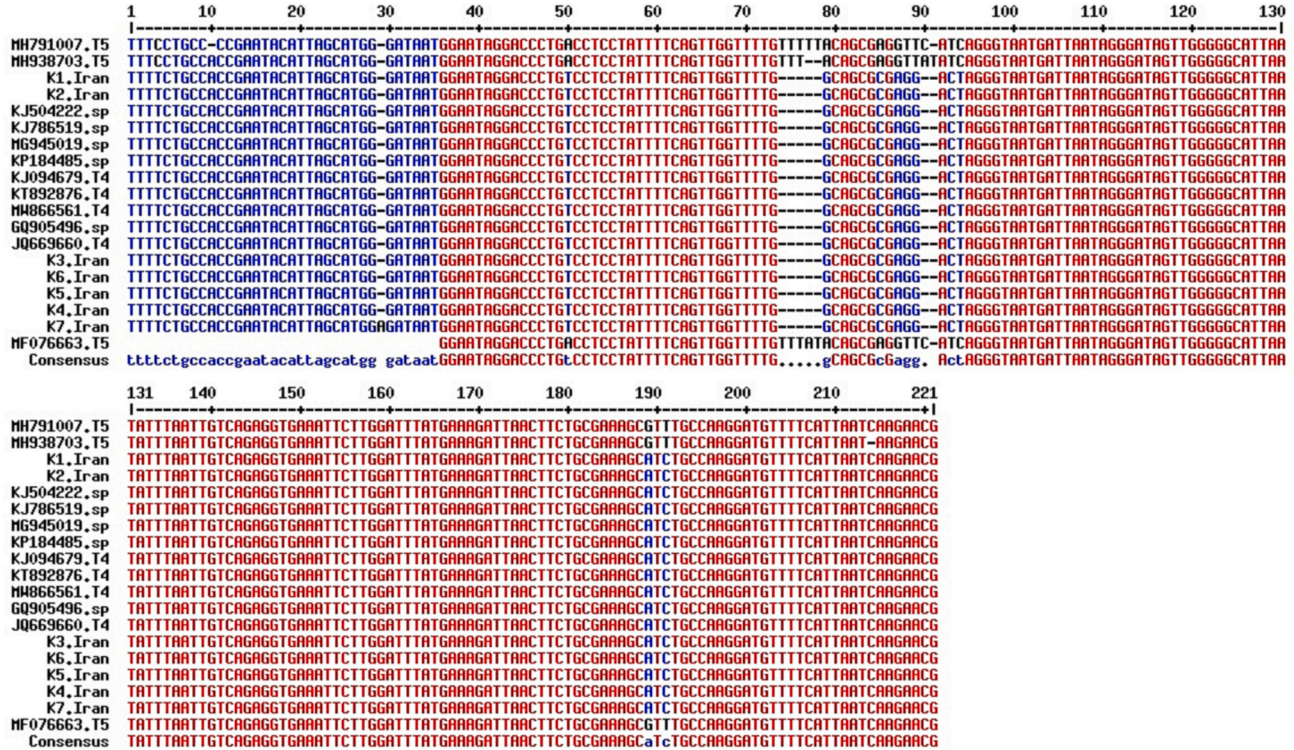 1 10 20 30 40 50 60 70 80 90 100 110 120 130
|--------+---------+---------+---------+---------+---------+---------+---------+---------+---------+---------+---------+---------|
MH791007.T5 TTTCCTGCC-CCGAATACATTAGCATGG-GATAATGGAATAGGACCCTGACCTCCTATTTTCAGTTGGTTTTGTTTTTACAGCGAGGTTC-ATCAGGGTAATGATTAATAGGGATAGTTGGGGGCATTAA
MH938703.T5 TTTCCTGCCACCGAATACATTAGCATGG-GATAATGGAATAGGACCCTGACCTCCTATTTTCAGTTGGTTTTGTTT--ACAGCGAGGTTATATCAGGGTAATGATTAATAGGGATAGTTGGGGGCATTAA
K1.Iran TTTTCTGCCACCGAATACATTAGCATGG-GATAATGGAATAGGACCCTGTCCTCCTATTTTCAGTTGGTTTTG-----GCAGCGCGAGG--ACTAGGGTAATGATTAATAGGGATAGTTGGGGGCATTAA
K2.Iran TTTTCTGCCACCGAATACATTAGCATGG-GATAATGGAATAGGACCCTGTCCTCCTATTTTCAGTTGGTTTTG-----GCAGCGCGAGG--ACTAGGGTAATGATTAATAGGGATAGTTGGGGGCATTAA
KJ504222.sp TTTTCTGCCACCGAATACATTAGCATGG-GATAATGGAATAGGACCCTGTCCTCCTATTTTCAGTTGGTTTTG-----GCAGCGCGAGG--ACTAGGGTAATGATTAATAGGGATAGTTGGGGGCATTAA
KJ786519.sp TTTTCTGCCACCGAATACATTAGCATGG-GATAATGGAATAGGACCCTGTCCTCCTATTTTCAGTTGGTTTTG-----GCAGCGCGAGG--ACTAGGGTAATGATTAATAGGGATAGTTGGGGGCATTAA
MG945019.sp TTTTCTGCCACCGAATACATTAGCATGG-GATAATGGAATAGGACCCTGTCCTCCTATTTTCAGTTGGTTTTG-----GCAGCGCGAGG--ACTAGGGTAATGATTAATAGGGATAGTTGGGGGCATTAA
KP184485.sp TTTTCTGCCACCGAATACATTAGCATGG-GATAATGGAATAGGACCCTGTCCTCCTATTTTCAGTTGGTTTTG-----GCAGCGCGAGG--ACTAGGGTAATGATTAATAGGGATAGTTGGGGGCATTAA
KJ094679.T4 TTTTCTGCCACCGAATACATTAGCATGG-GATAATGGAATAGGACCCTGTCCTCCTATTTTCAGTTGGTTTTG-----GCAGCGCGAGG--ACTAGGGTAATGATTAATAGGGATAGTTGGGGGCATTAA
KT892876.T4 TTTTCTGCCACCGAATACATTAGCATGG-GATAATGGAATAGGACCCTGTCCTCCTATTTTCAGTTGGTTTTG-----GCAGCGCGAGG--ACTAGGGTAATGATTAATAGGGATAGTTGGGGGCATTAA
MW866561.T4 TTTTCTGCCACCGAATACATTAGCATGG-GATAATGGAATAGGACCCTGTCCTCCTATTTTCAGTTGGTTTTG-----GCAGCGCGAGG--ACTAGGGTAATGATTAATAGGGATAGTTGGGGGCATTAA
GQ905496.sp TTTTCTGCCACCGAATACATTAGCATGG-GATAATGGAATAGGACCCTGTCCTCCTATTTTCAGTTGGTTTTG-----GCAGCGCGAGG--ACTAGGGTAATGATTAATAGGGATAGTTGGGGGCATTAA
JQ669660.T4 TTTTCTGCCACCGAATACATTAGCATGG-GATAATGGAATAGGACCCTGTCCTCCTATTTTCAGTTGGTTTTG-----GCAGCGCGAGG--ACTAGGGTAATGATTAATAGGGATAGTTGGGGGCATTAA
K3.Iran TTTTCTGCCACCGAATACATTAGCATGG-GATAATGGAATAGGACCCTGTCCTCCTATTTTCAGTTGGTTTTG-----GCAGCGCGAGG--ACTAGGGTAATGATTAATAGGGATAGTTGGGGGCATTAA
K6.Iran TTTTCTGCCACCGAATACATTAGCATGG-GATAATGGAATAGGACCCTGTCCTCCTATTTTCAGTTGGTTTTG-----GCAGCGCGAGG--ACTAGGGTAATGATTAATAGGGATAGTTGGGGGCATTAA
K5.Iran TTTTCTGCCACCGAATACATTAGCATGG-GATAATGGAATAGGACCCTGTCCTCCTATTTTCAGTTGGTTTTG-----GCAGCGCGAGG--ACTAGGGTAATGATTAATAGGGATAGTTGGGGGCATTAA
K4.Iran TTTTCTGCCACCGAATACATTAGCATGG-GATAATGGAATAGGACCCTGTCCTCCTATTTTCAGTTGGTTTTG-----GCAGCGCGAGG--ACTAGGGTAATGATTAATAGGGATAGTTGGGGGCATTAA
K7.Iran TTTTCTGCCACCGAATACATTAGCATGGAGATAATGGAATAGGACCCTGTCCTCCTATTTTCAGTTGGTTTTG-----GCAGCGCGAGG--ACTAGGGTAATGATTAATAGGGATAGTTGGGGGCATTAA
MF076663.T5 GGAATAGGACCCTGACCTCCTATTTTCAGTTGGTTTTGTTTATACAGCGAGGTTC-ATCAGGGTAATGATTAATAGGGATAGTTGGGGGCATTAA
Consensus ttttctgccaccgaatacattagcatgg gataatGGAATAGGACCCTGtCCTCCTATTTTCAGTTGGTTTTG.....gCAGCGcGagg. ActAGGGTAATGATTAATAGGGATAGTTGGGGGCATTAA
131 140 150 160 170 180 190 200 210 221
|--------+---------+---------+---------+---------+---------+---------+---------+---------+|
MH791007.T5 TATTTAATTGTCAGAGGTGAAATTCTTGGATTTATGAAAGATTAACTTCTGCGAAAGCGTTTGCCAAGGATGTTTTCATTAATCAAGAACG
MH938703.T5 TATTTAATTGTCAGAGGTGAAATTCTTGGATTTATGAAAGATTAACTTCTGCGAAAGCGTTTGCCAAGGATGTTTTCATTAAT-AAGAACG
K1.Iran TATTTAATTGTCAGAGGTGAAATTCTTGGATTTATGAAAGATTAACTTCTGCGAAAGCATCTGCCAAGGATGTTTTCATTAATCAAGAACG
K2.Iran TATTTAATTGTCAGAGGTGAAATTCTTGGATTTATGAAAGATTAACTTCTGCGAAAGCATCTGCCAAGGATGTTTTCATTAATCAAGAACG
KJ504222.sp TATTTAATTGTCAGAGGTGAAATTCTTGGATTTATGAAAGATTAACTTCTGCGAAAGCATCTGCCAAGGATGTTTTCATTAATCAAGAACG
KJ786519.sp TATTTAATTGTCAGAGGTGAAATTCTTGGATTTATGAAAGATTAACTTCTGCGAAAGCATCTGCCAAGGATGTTTTCATTAATCAAGAACG
MG945019.sp TATTTAATTGTCAGAGGTGAAATTCTTGGATTTATGAAAGATTAACTTCTGCGAAAGCATCTGCCAAGGATGTTTTCATTAATCAAGAACG
KP184485.sp TATTTAATTGTCAGAGGTGAAATTCTTGGATTTATGAAAGATTAACTTCTGCGAAAGCATCTGCCAAGGATGTTTTCATTAATCAAGAACG
KJ094679.T4 TATTTAATTGTCAGAGGTGAAATTCTTGGATTTATGAAAGATTAACTTCTGCGAAAGCATCTGCCAAGGATGTTTTCATTAATCAAGAACG
KT892876.T4 TATTTAATTGTCAGAGGTGAAATTCTTGGATTTATGAAAGATTAACTTCTGCGAAAGCATCTGCCAAGGATGTTTTCATTAATCAAGAACG
MW866561.T4 TATTTAATTGTCAGAGGTGAAATTCTTGGATTTATGAAAGATTAACTTCTGCGAAAGCATCTGCCAAGGATGTTTTCATTAATCAAGAACG
GQ905496.sp TATTTAATTGTCAGAGGTGAAATTCTTGGATTTATGAAAGATTAACTTCTGCGAAAGCATCTGCCAAGGATGTTTTCATTAATCAAGAACG
JQ669660.T4 TATTTAATTGTCAGAGGTGAAATTCTTGGATTTATGAAAGATTAACTTCTGCGAAAGCATCTGCCAAGGATGTTTTCATTAATCAAGAACG
K3.Iran TATTTAATTGTCAGAGGTGAAATTCTTGGATTTATGAAAGATTAACTTCTGCGAAAGCATCTGCCAAGGATGTTTTCATTAATCAAGAACG
K6.Iran TATTTAATTGTCAGAGGTGAAATTCTTGGATTTATGAAAGATTAACTTCTGCGAAAGCATCTGCCAAGGATGTTTTCATTAATCAAGAACG
K5.Iran TATTTAATTGTCAGAGGTGAAATTCTTGGATTTATGAAAGATTAACTTCTGCGAAAGCATCTGCCAAGGATGTTTTCATTAATCAAGAACG
K4.Iran TATTTAATTGTCAGAGGTGAAATTCTTGGATTTATGAAAGATTAACTTCTGCGAAAGCATCTGCCAAGGATGTTTTCATTAATCAAGAACG
K7.Iran TATTTAATTGTCAGAGGTGAAATTCTTGGATTTATGAAAGATTAACTTCTGCGAAAGCATCTGCCAAGGATGTTTTCATTAATCAAGAACG
MF076663.T5 TATTTAATTGTCAGAGGTGAAATTCTTGGATTTATGAAAGATTAACTTCTGCGAAAGCGTTTGCCAAGGATGTTTTCATTAATCAAGAACG
Consensus TATTTAATTGTCAGAGGTGAAATTCTTGGATTTATGAAAGATTAACTTCTGCGAAAGCaTcTGCCAAGGATGTTTTCATTAATCAAGAACG